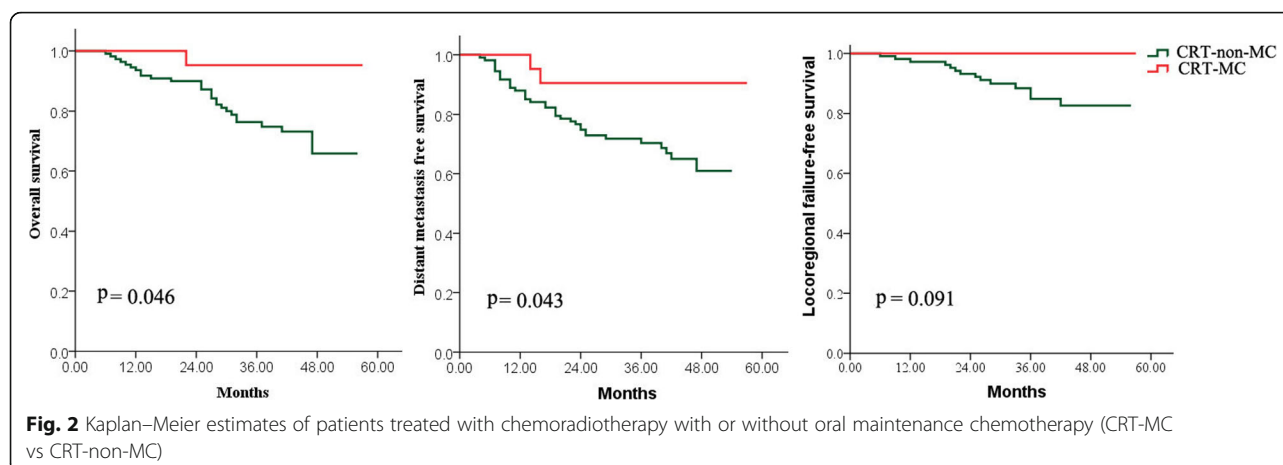 Overall survival
1.0
0.8
0.6
0.4
0.2
0.0
p= 0.046
0.00 12.00 24.00 36.00 48.00 60.00
Months
Distant metastasis free survival
1.0
0.8
0.6
0.4
0.2
0.0
p= 0.043
0.00 12.00 24.00 36.00 48.00 60.00
Months
Locoregional failure-free survival
1.0
0.8
0.6
0.4
0.2
0.0
p= 0.091
0.00 12.00 24.00 36.00 48.00 60.00
Months
CRT-non-MC
CRT-MC
Fig. 2 Kaplan–Meier estimates of patients treated with chemoradiotherapy with or without oral maintenance chemotherapy (CRT-MC
vs CRT-non-MC)